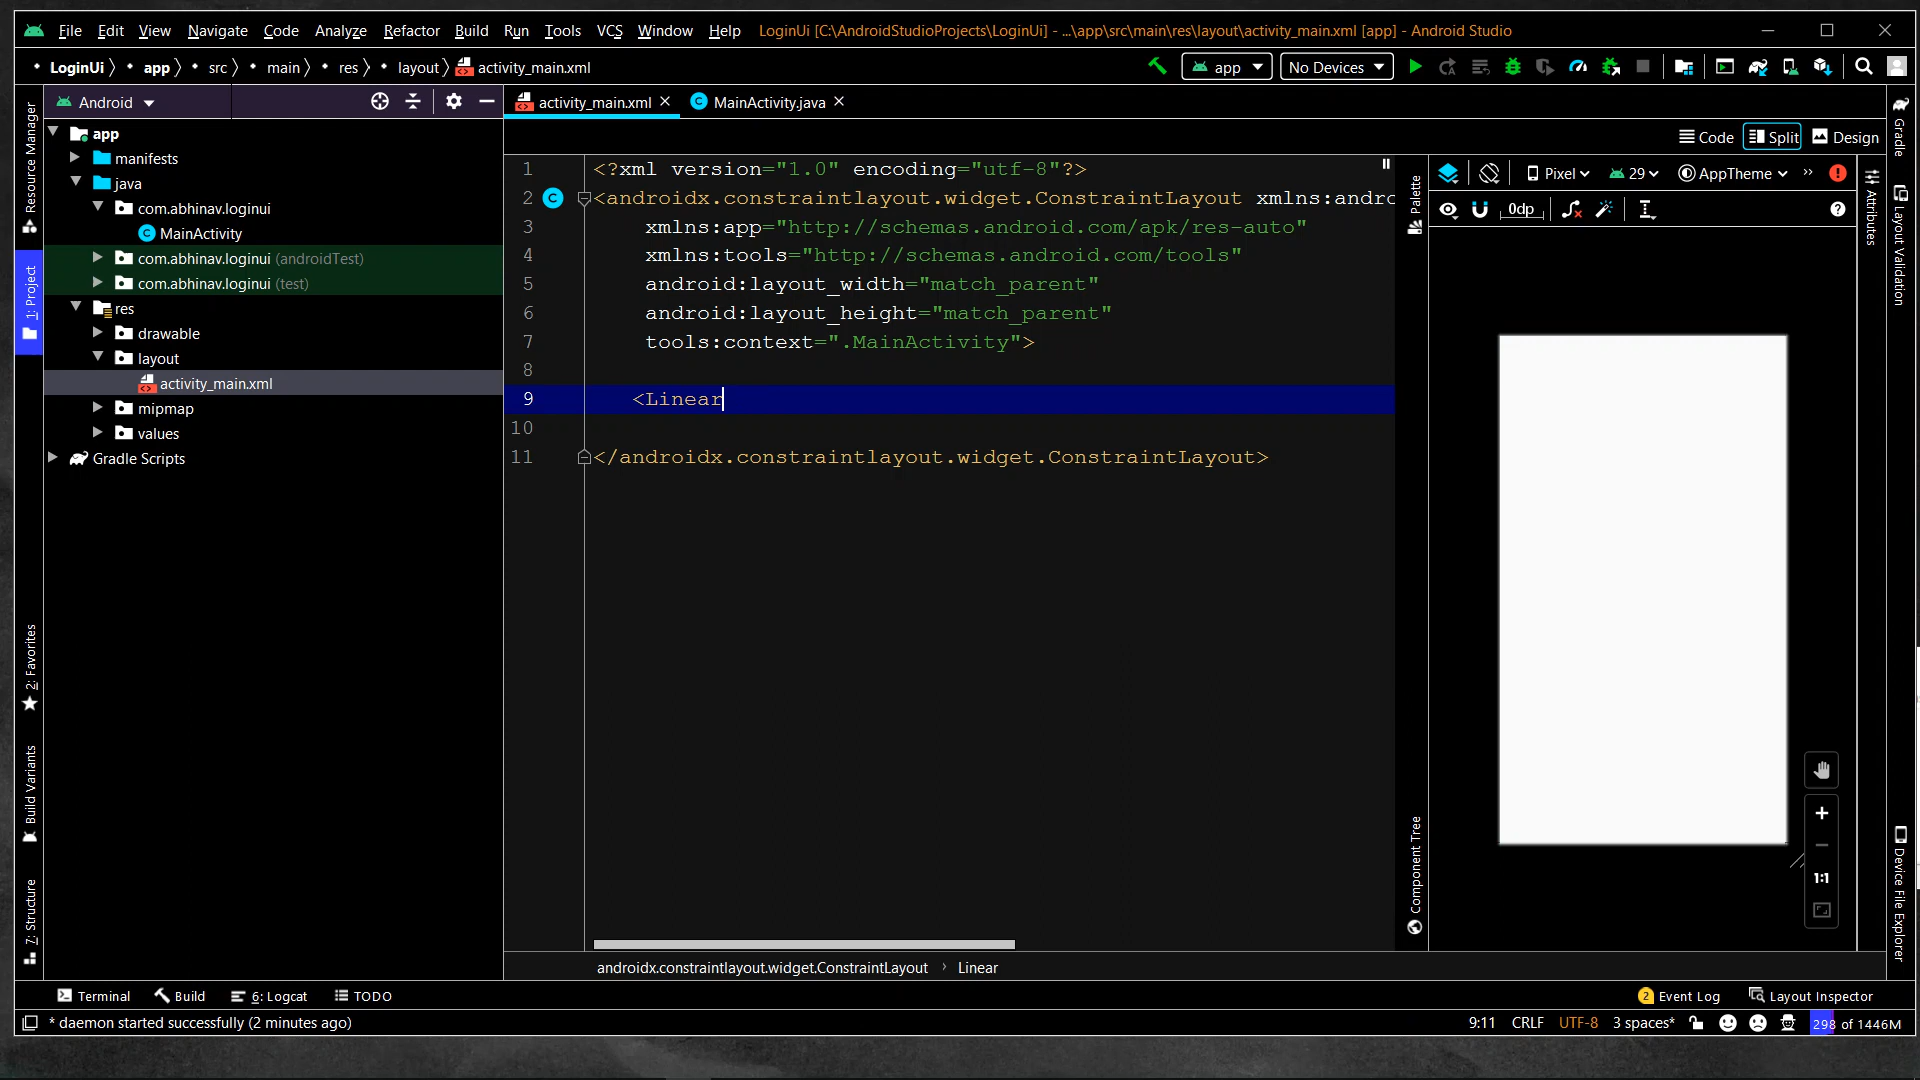 File Edit View Navigate Code Analyze Refactor Build Run Tools VCS Window Help LoginUi [C:\AndroidStudioProjects\LoginUi] - ...\app\src\main\res\layout\activity_main.xml [app] - Android Studio
LoginUi app src main res layout activity_main.xml app No Devices
Android
activity_main.xml
MainActivity.java
Code Split Design
Resource Manager
1: Project
2: Favorites
Build Variants
7: Structure
app
manifests
java
com.abhinav.loginui
MainActivity
com.abhinav.loginui (androidTest)
com.abhinav.loginui (test)
res
drawable
layout
activity_main.xml
mipmap
values
Gradle Scripts
1 <?xml version="1.0" encoding="utf-8"?>
2 <androidx.constraintlayout.widget.ConstraintLayout xmlns:andro
3 xmlns:app="http://schemas.android.com/apk/res-auto"
4 xmlns:tools="http://schemas.android.com/tools"
5 android:layout_width="match_parent"
6 android:layout_height="match_parent"
7 tools:context=".MainActivity">
8
9 <Linear
10
11 </androidx.constraintlayout.widget.ConstraintLayout>
androidx.constraintlayout.widget.ConstraintLayout › Linear
Palette
Component Tree
Pixel 29 AppTheme »
0dp
1:1
Attributes
Gradle
Layout Validation
Device File Explorer
Terminal Build 6: Logcat TODO 2 Event Log Layout Inspector
* daemon started successfully (2 minutes ago) 9:11 CRLF UTF-8 3 spaces* 298 of 1446M